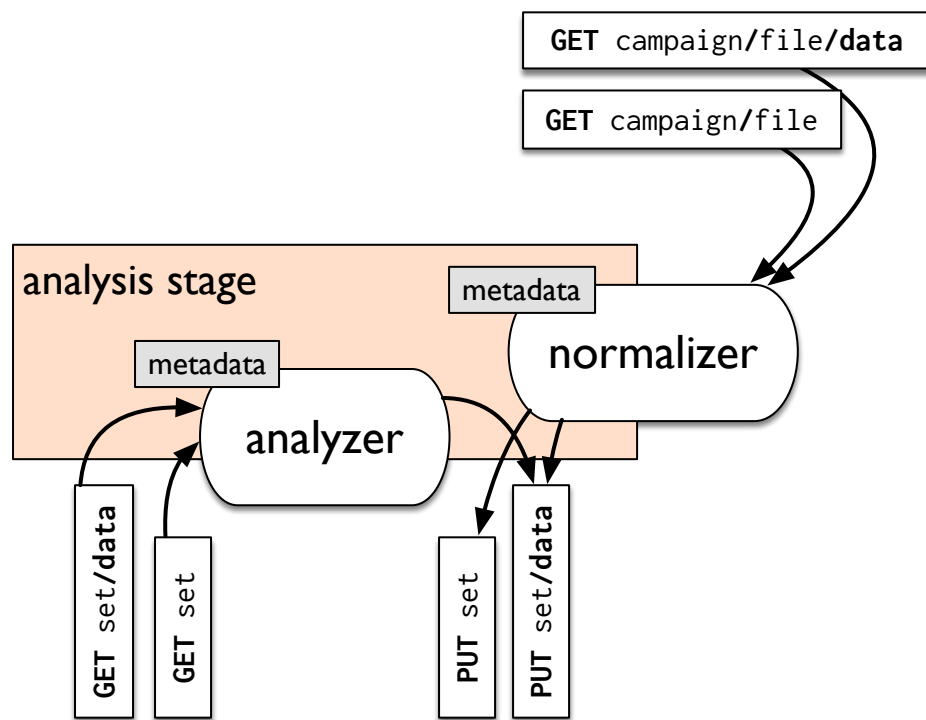 GET campaign/file/data
GET campaign/file
analysis stage
metadata
normalizer
metadata
analyzer
GET set/data
GET set
PUT set
PUT set/data